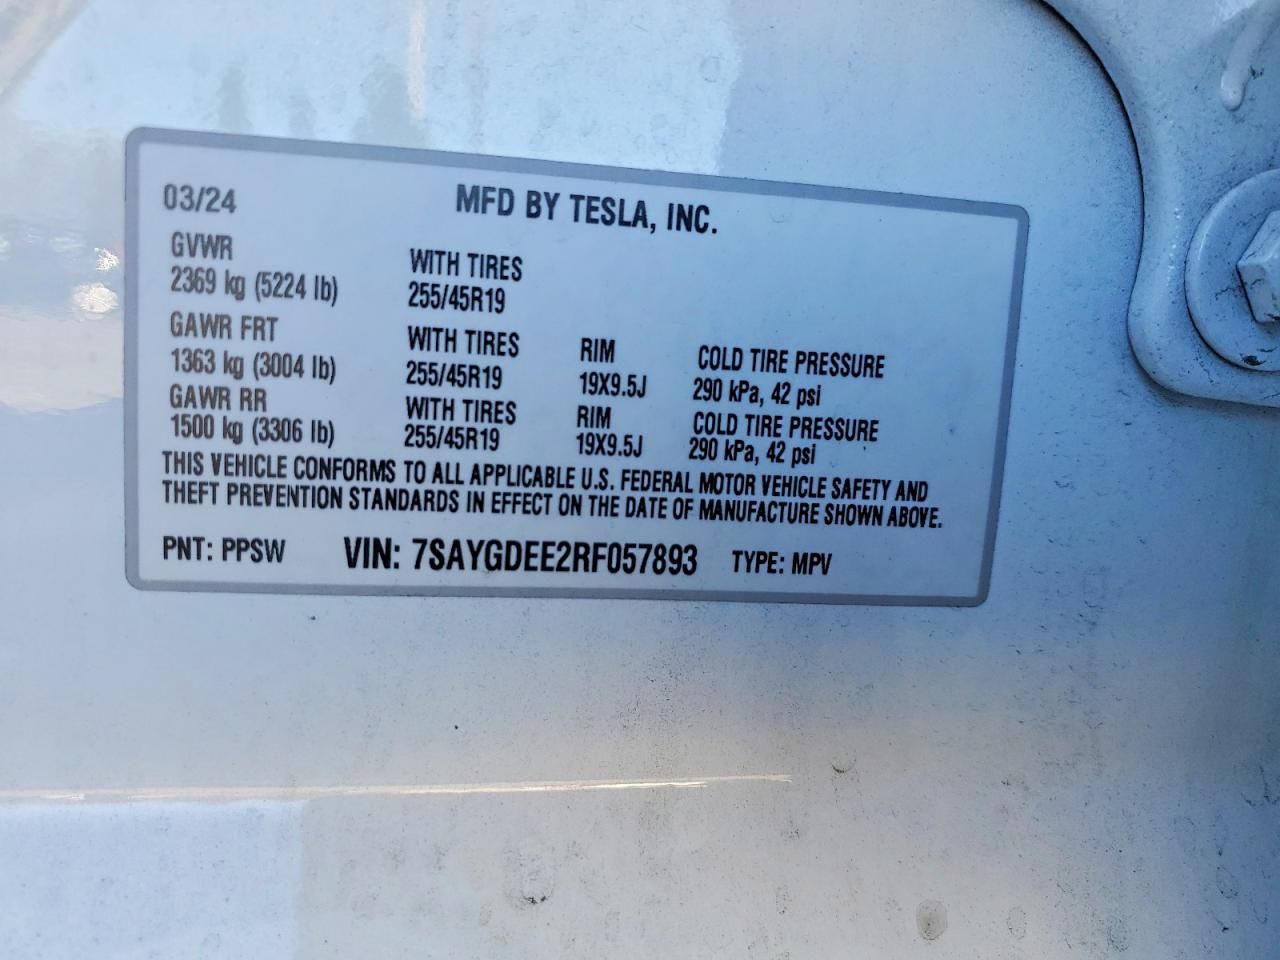 03/24 MFD BY TESLA, INC.
GVWR WITH TIRES
2369 kg (5224 lb) 255/45R19
GAWR FRT WITH TIRES RIM COLD TIRE PRESSURE
1363 kg (3004 lb) 255/45R19 19X9.5J 290 kPa, 42 psi
GAWR RR WITH TIRES RIM COLD TIRE PRESSURE
1500 kg (3306 lb) 255/45R19 19X9.5J 290 kPa, 42 psi
THIS VEHICLE CONFORMS TO ALL APPLICABLE U.S. FEDERAL MOTOR VEHICLE SAFETY AND
THEFT PREVENTION STANDARDS IN EFFECT ON THE DATE OF MANUFACTURE SHOWN ABOVE.
PNT: PPSW VIN: 7SAYGDEE2RF057893 TYPE: MPV